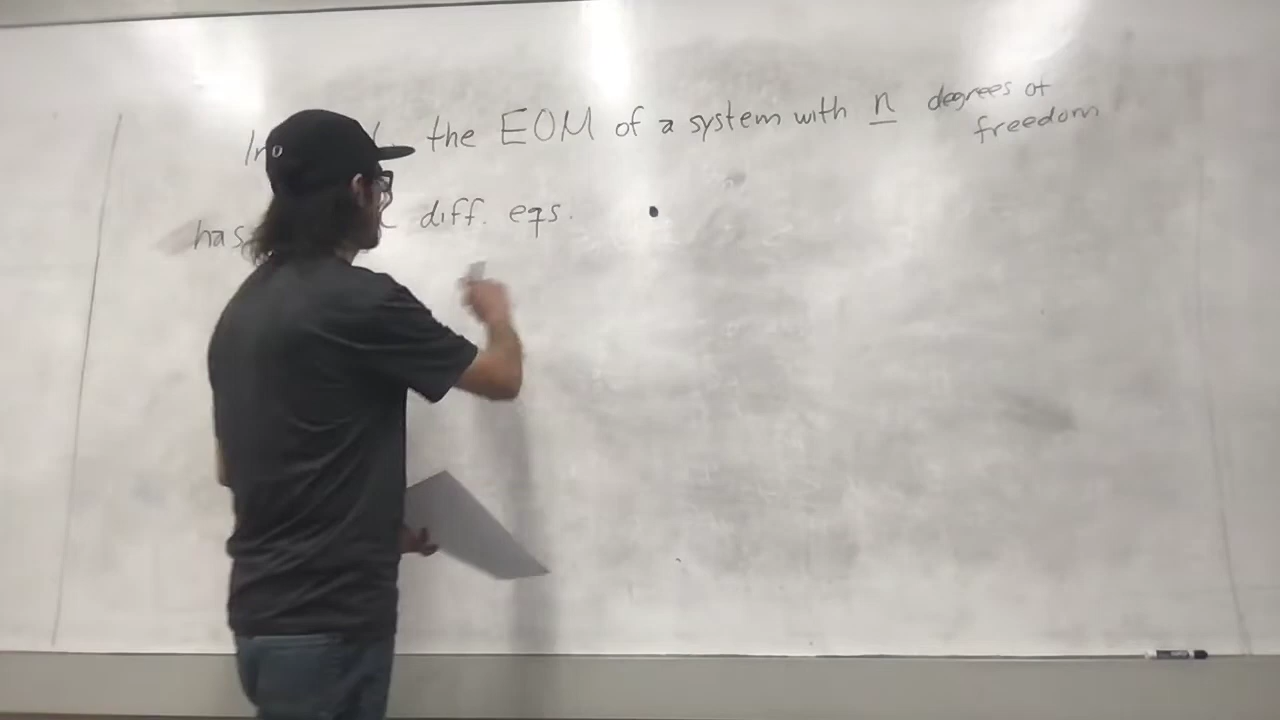 the EOM of a system with n degrees of freedom
has diff. eqs.